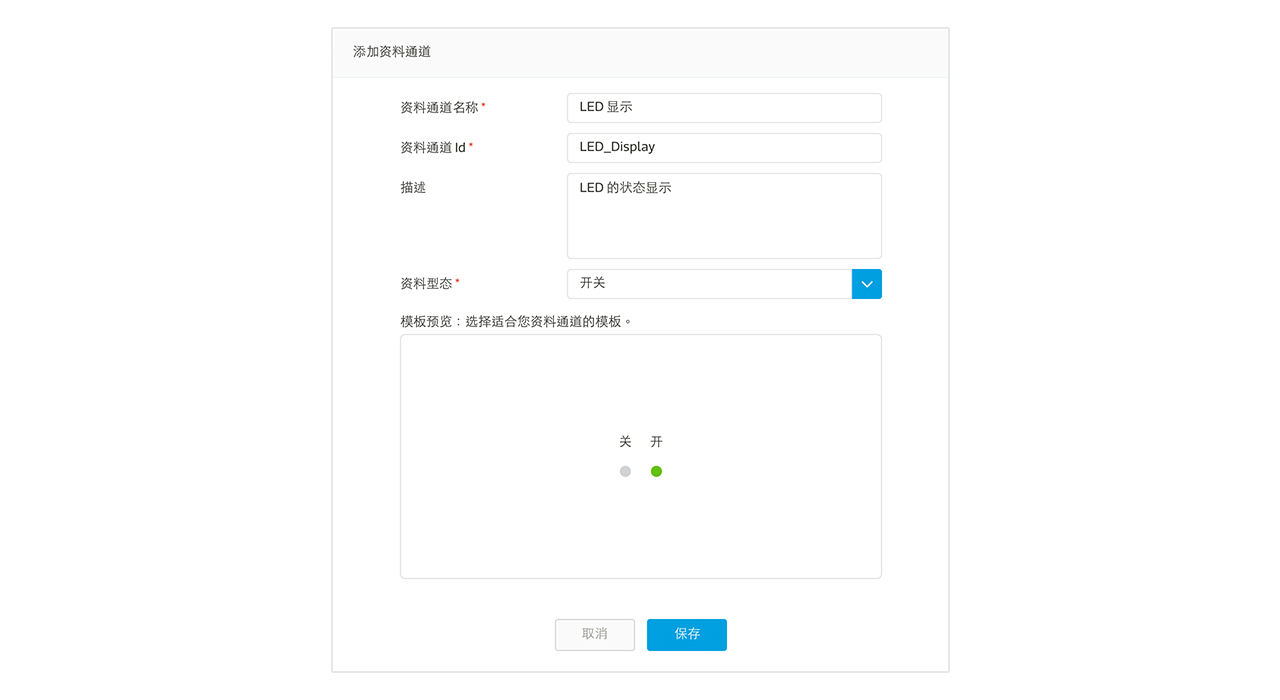 添加资料通道
资料通道名称* LED 显示
资料通道 Id* LED_Display
描述 LED 的状态显示
资料型态* 开关
模板预览：选择适合您资料通道的模板。
关 开
取消 保存